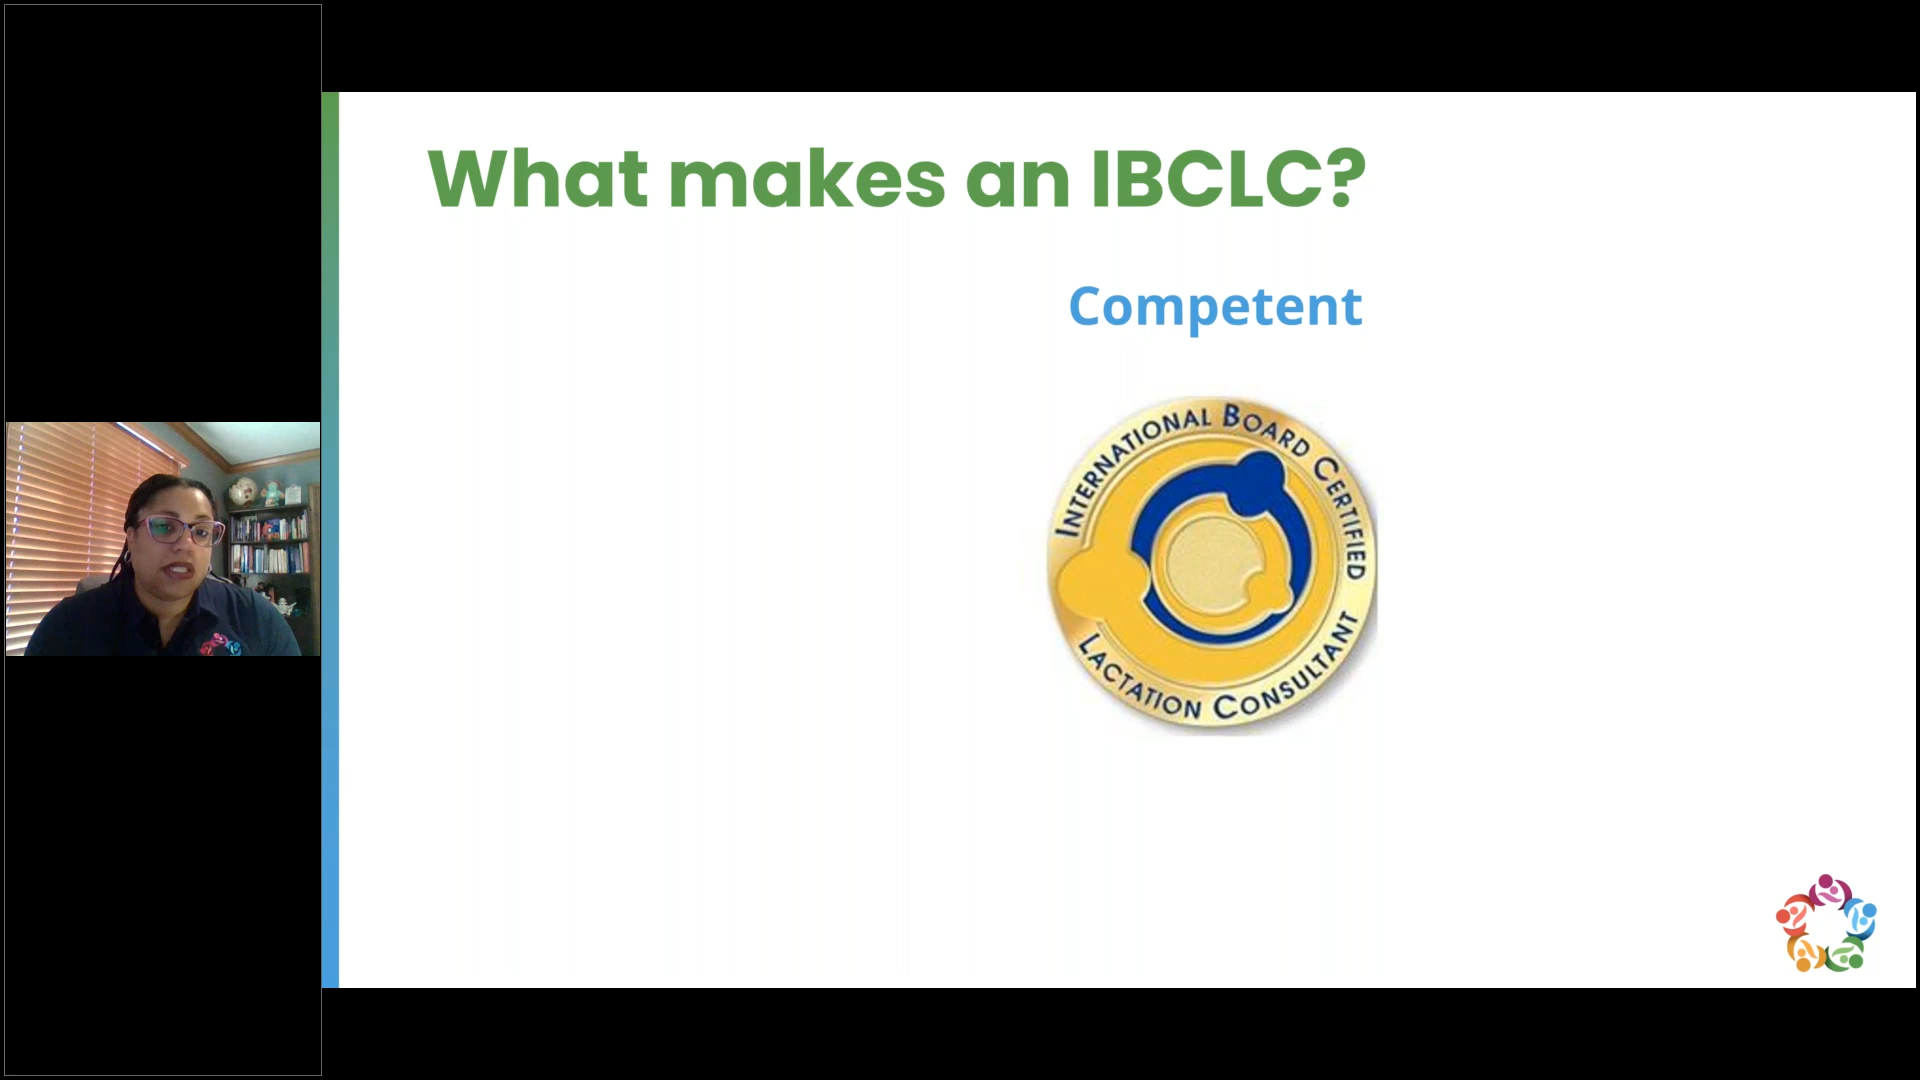 What makes an IBCLC?
Competent
INTERNATIONAL BOARD CERTIFIED
LACTATION CONSULTANT